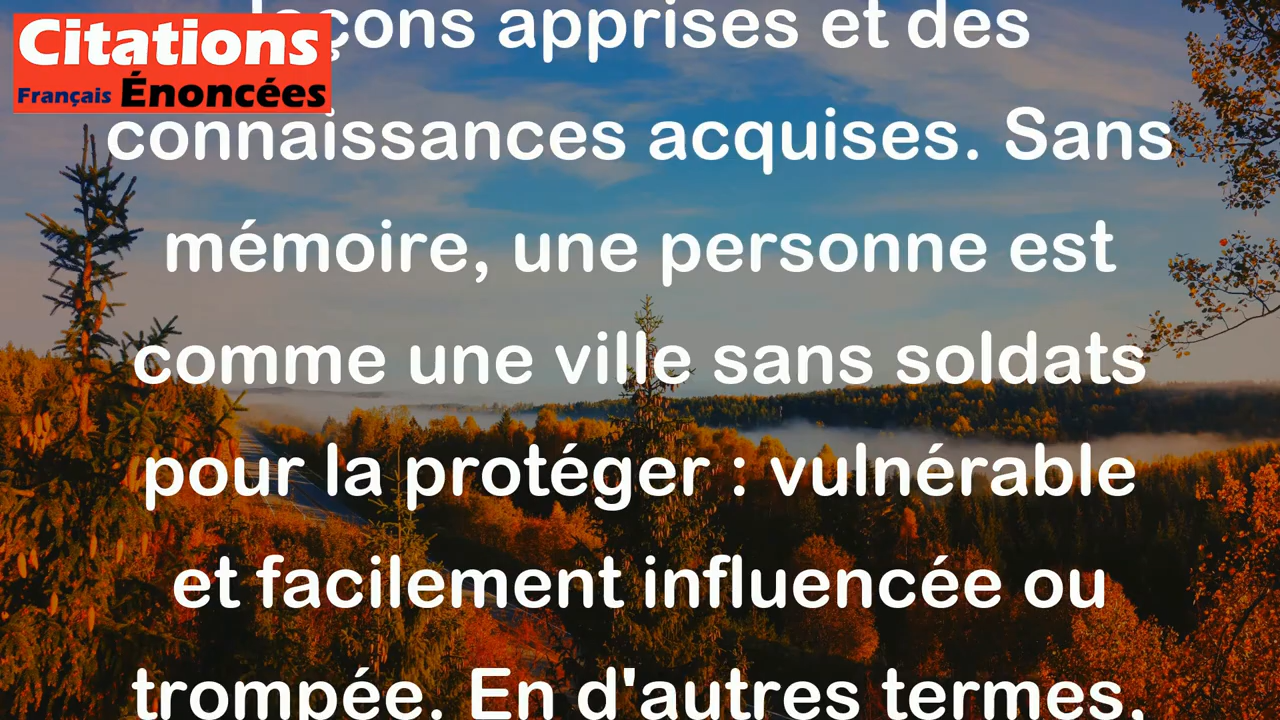 Citations
Français Énoncées
leçons apprises et des
connaissances acquises. Sans
mémoire, une personne est
comme une ville sans soldats
pour la protéger : vulnérable
et facilement influencée ou
trompée. En d'autres termes,